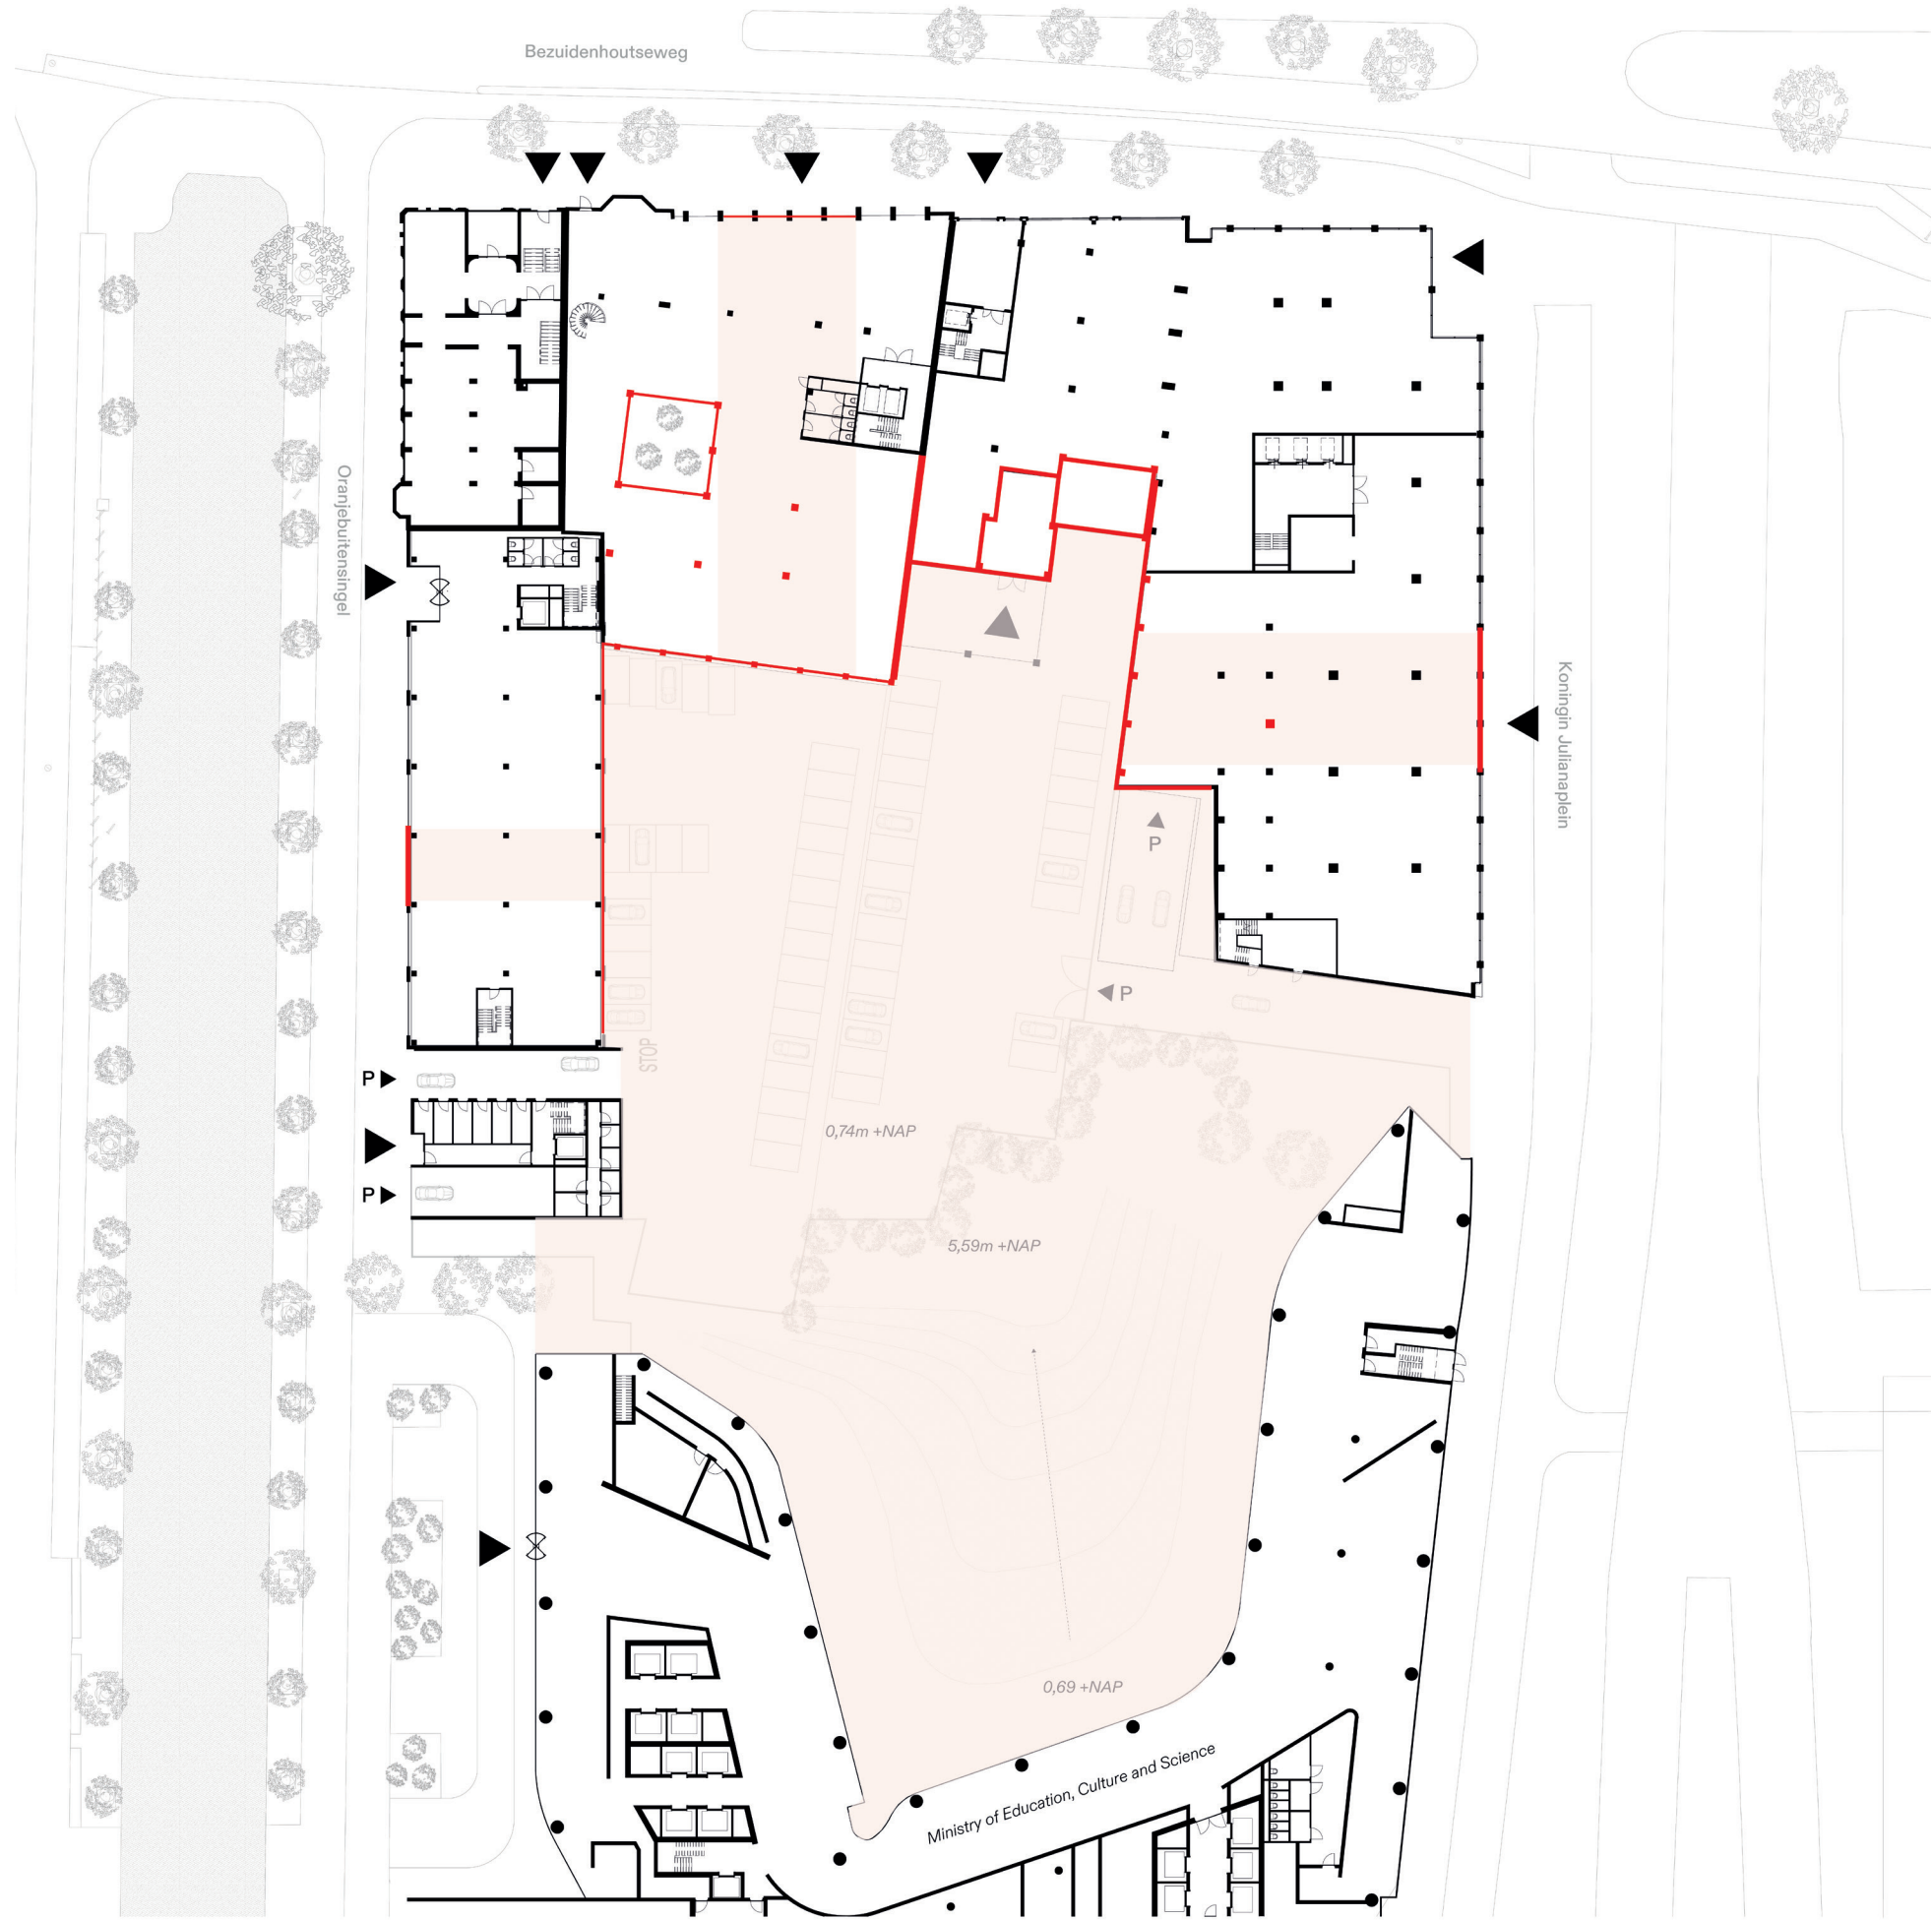 Bezuidenhoutseweg
Oranjebuitensingel
Koningin Julianaplein
P
P
STOP
P
P
0,74m +NAP
5,59m +NAP
0,69 +NAP
Ministry of Education, Culture and Science